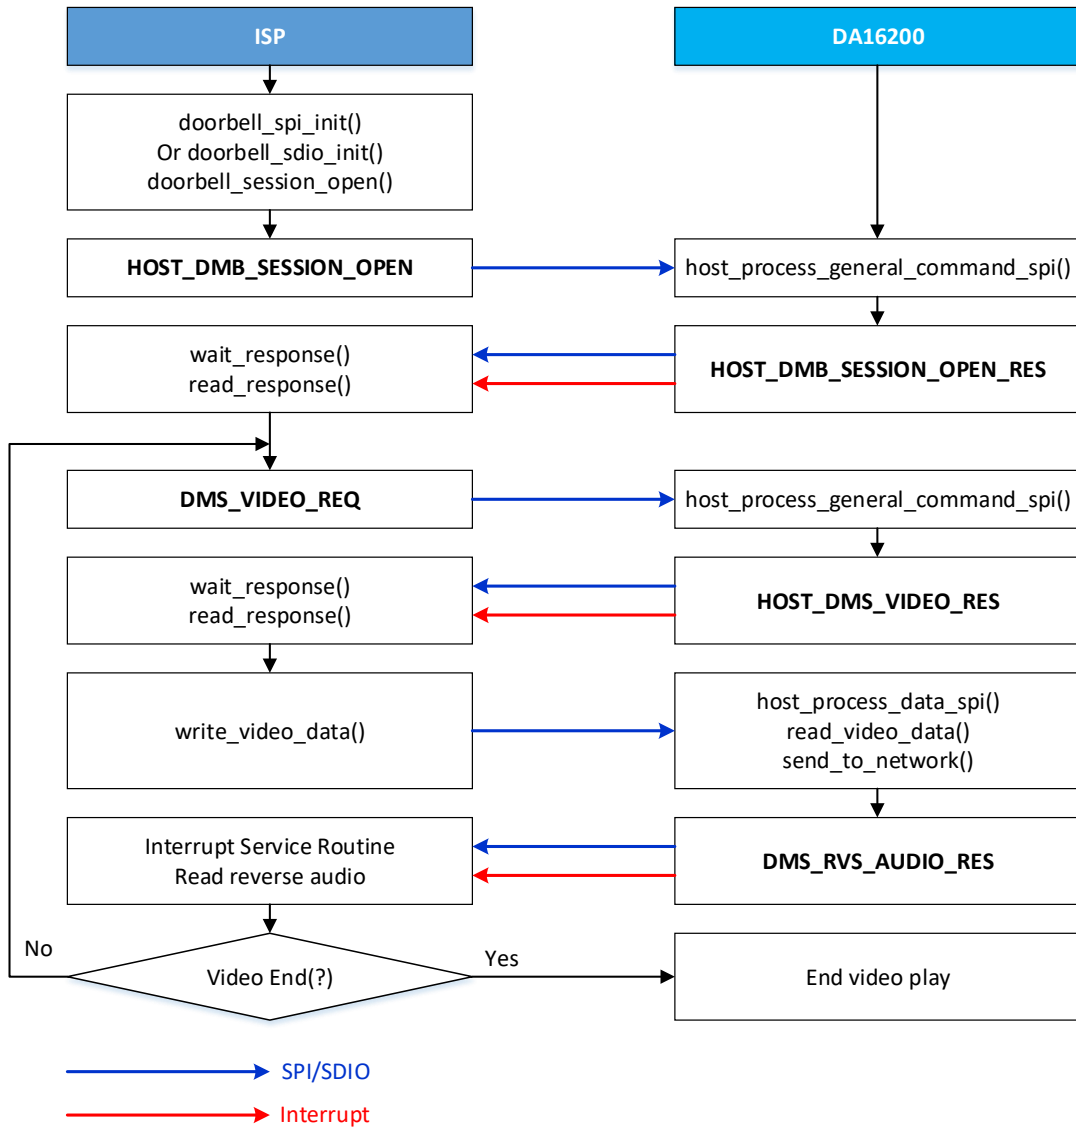 ISP
DA16200
doorbell_spi_init()
Or doorbell_sdio_init()
doorbell_session_open()
HOST_DMB_SESSION_OPEN
host_process_general_command_spi()
wait_response()
read_response()
HOST_DMB_SESSION_OPEN_RES
DMS_VIDEO_REQ
host_process_general_command_spi()
wait_response()
read_response()
HOST_DMS_VIDEO_RES
write_video_data()
host_process_data_spi()
read_video_data()
send_to_network()
Interrupt Service Routine
Read reverse audio
DMS_RVS_AUDIO_RES
No
Video End(?)
Yes
End video play
SPI/SDIO
Interrupt